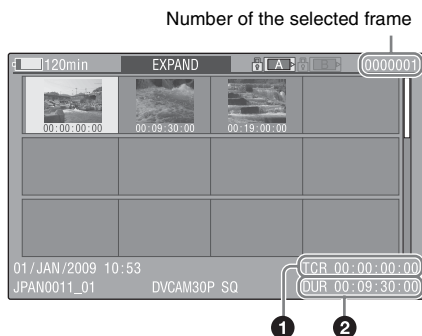 Number of the selected frame
120min EXPAND A B 0000001
00:00:00:00 00:09:30:00 00:19:00:00
01/JAN/2009 10:53 TCR 00:00:00:00
JPAN0011_01 DVCAM30P SQ DUR 00:09:30:00
1 2